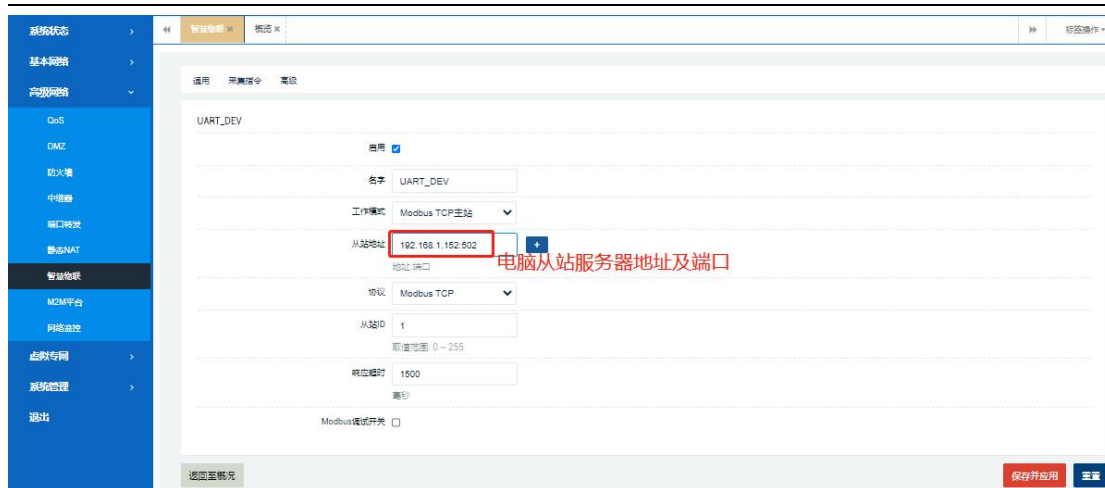 系统状态
智慧物联
概览
标签操作
基本网络
高级网络
通用 采集指令 高级
QoS
UART_DEV
DMZ
启用
防火墙
名字 UART_DEV
中继器
工作模式 Modbus TCP主站
端口转发
从站地址 192.168.1.152:502 +
静态NAT
电脑从站服务器地址及端口
地址:端口
智慧物联
协议 Modbus TCP
M2M平台
网络监控
从站ID 1
取值范围: 0 ~ 255
虚拟专网
响应超时 1500
系统管理
毫秒
退出
Modbus调试开关
返回至概况
保存并应用 重置